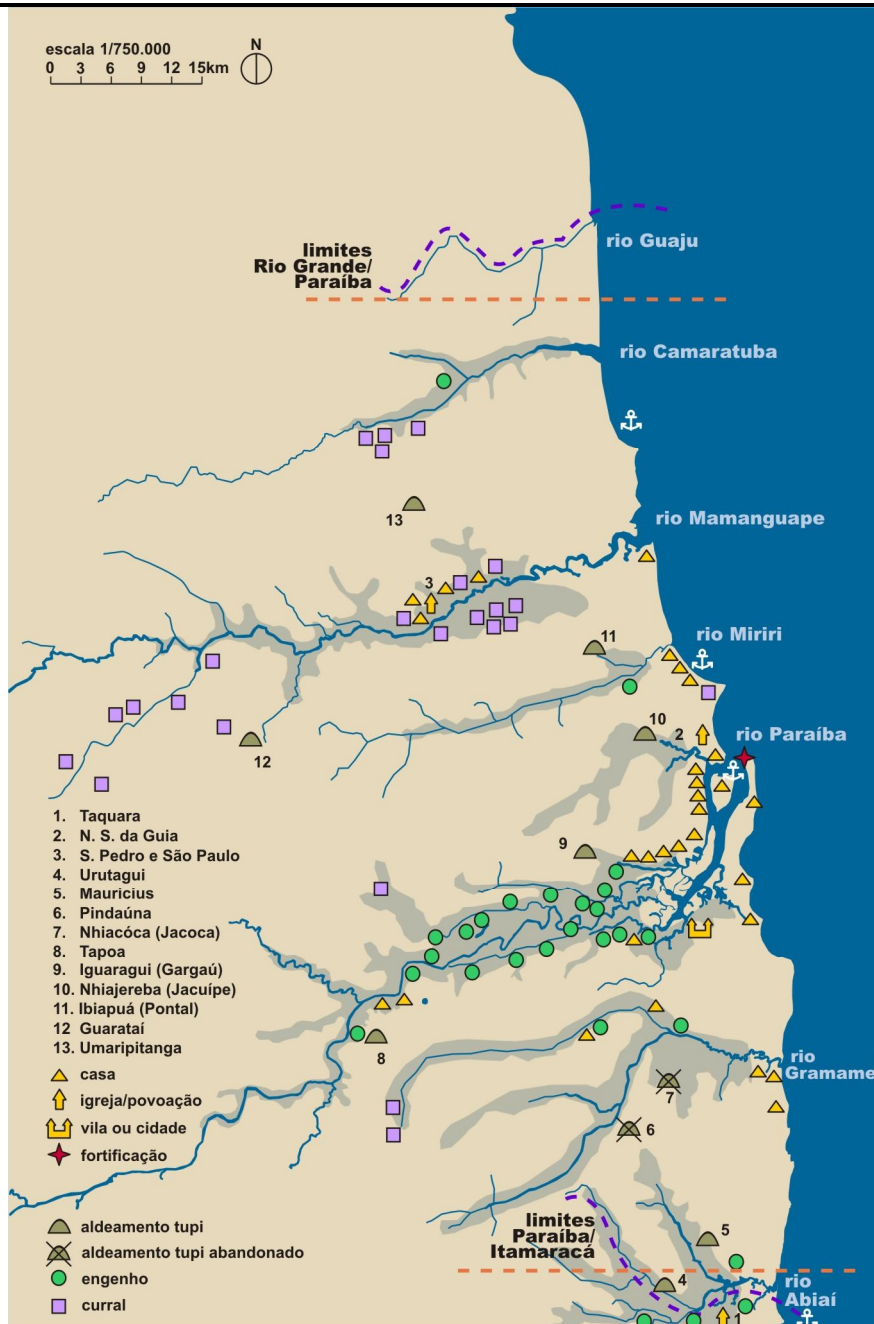 escala 1/750.000
N
0 3 6 9 12 15km
limites
Rio Grande/
Paraíba
rio Guaju
rio Camaratuba
13
rio Mamanguape
3
rio Miriri
11
10
2
rio Paraíba
12
9
1. Taquara
2. N. S. da Guia
3. S. Pedro e São Paulo
4. Urutagui
5. Mauricius
6. Pindaúna
7. Nhiacóca (Jacoca)
8. Tapoa
9. Iguaragui (Gargaú)
10. Nhiajereba (Jacuípe)
11. Ibiapuá (Pontal)
12 Guarataí
13. Umaripitanga
casa
igreja/povoação
vila ou cidade
fortificação
aldeamento tupi
aldeamento tupi abandonado
engenho
curral
8
rio
Gramame
7
6
limites
Paraíba/
Itamaracá
5
4
rio
Abiaí
1